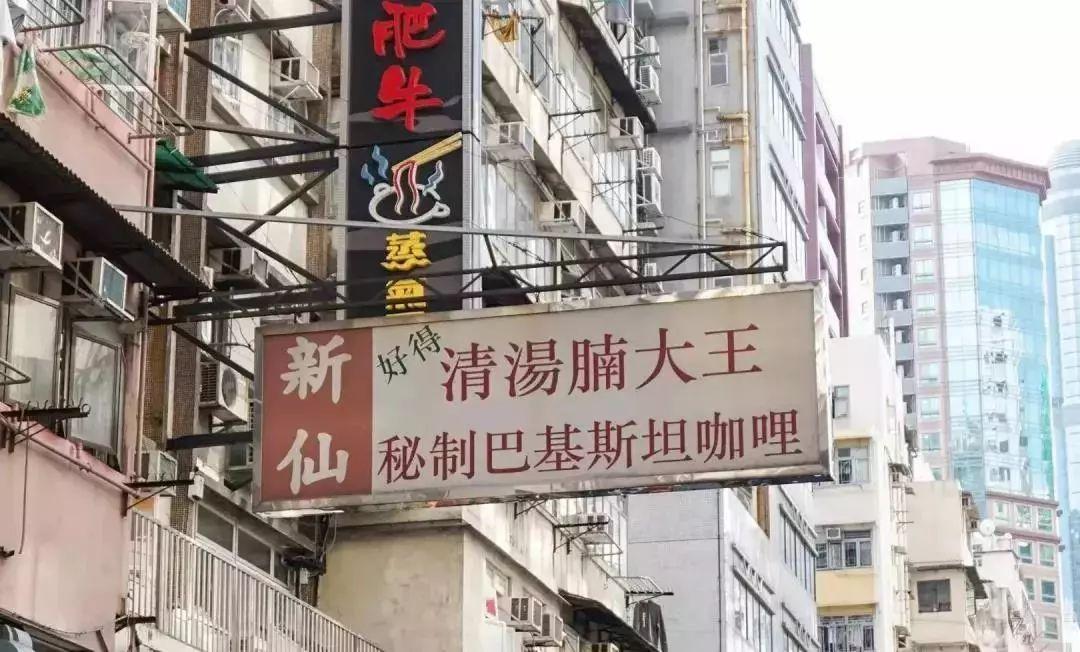 肥牛
蒸
新仙
好得
清湯腩大王
秘制巴基斯坦咖哩